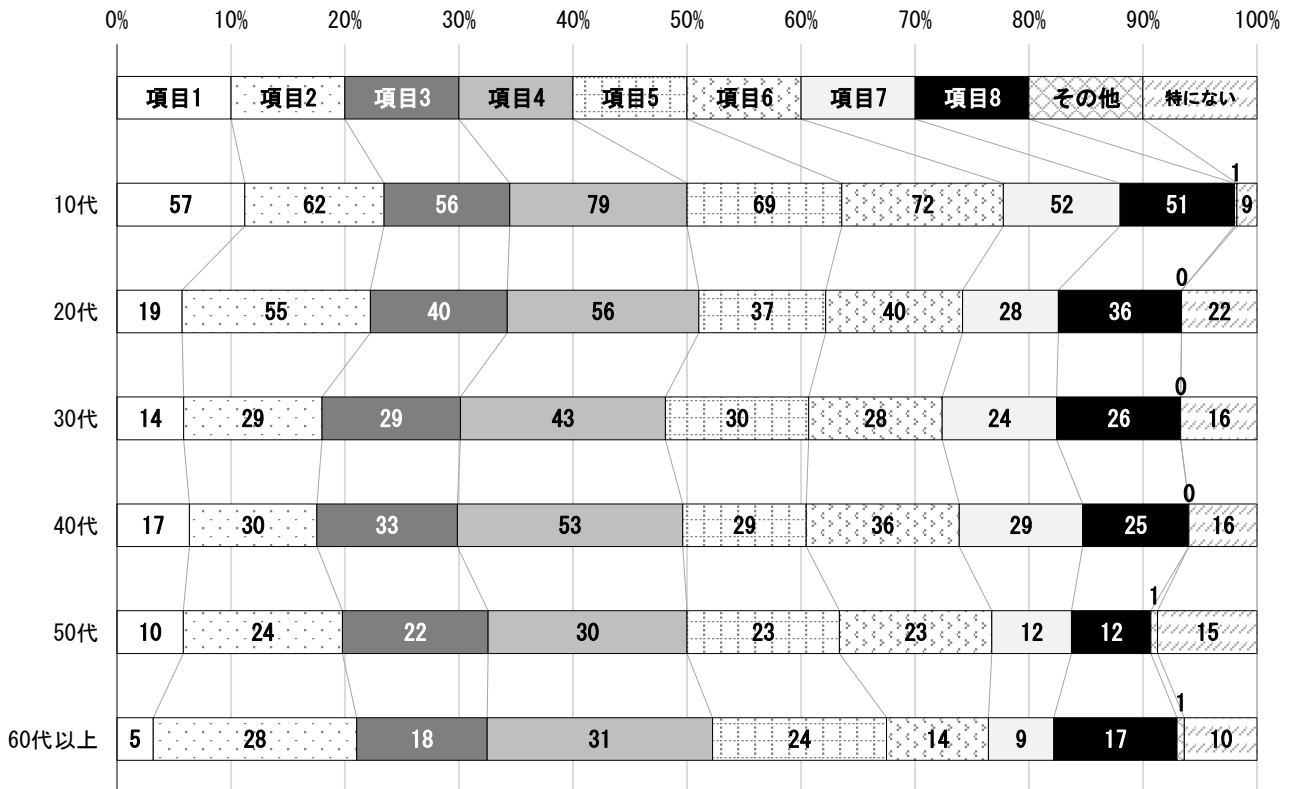 0% 10% 20% 30% 40% 50% 60% 70% 80% 90% 100%
項目1 項目2 項目3 項目4 項目5 項目6 項目7 項目8 その他 特にない
1
10代 57 62 56 79 69 72 52 51 9
0
20代 19 55 40 56 37 40 28 36 22
0
30代 14 29 29 43 30 28 24 26 16
0
40代 17 30 33 53 29 36 29 25 16
1
50代 10 24 22 30 23 23 12 12 15
1
60代以上 5 28 18 31 24 14 9 17 10